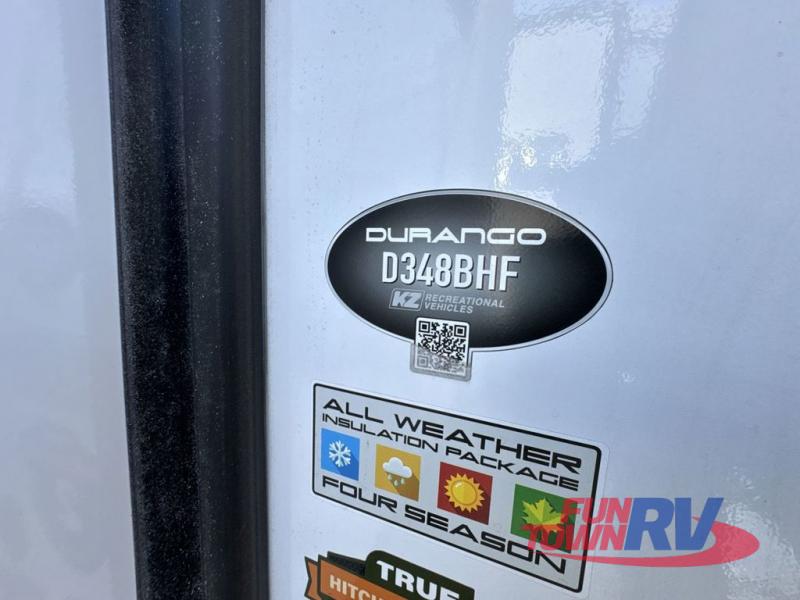 DURANGO
D348BHF
KZ RECREATIONAL
VEHICLES
ALL WEATHER
INSULATION PACKAGE
FOUR SEASON
FUN
TOWN RV
TRUE
HITCH